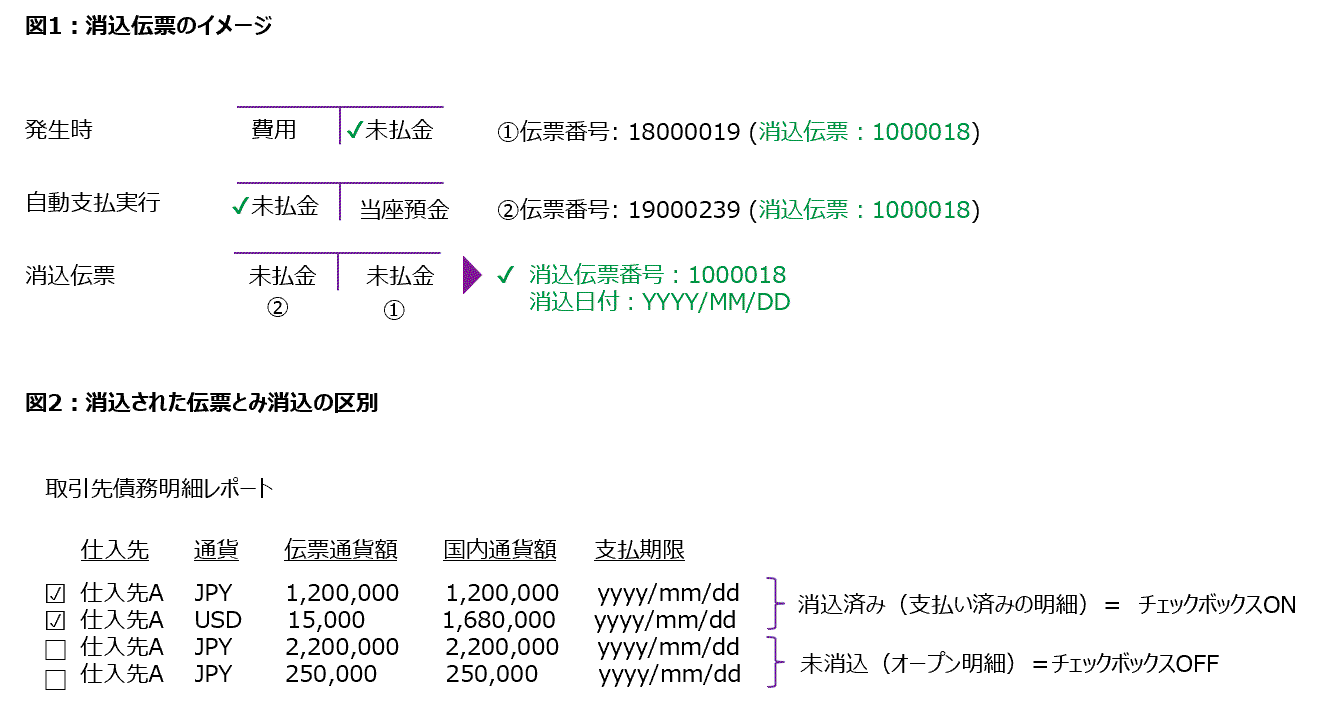 図1：消込伝票のイメージ
発生時 費用 ✓未払金 ①伝票番号: 18000019 (消込伝票：1000018)
自動支払実行 ✓未払金 当座預金 ②伝票番号: 19000239 (消込伝票：1000018)
消込伝票 未払金 未払金 ✓ 消込伝票番号：1000018
② ① 消込日付：YYYY/MM/DD
図2：消込された伝票とみ消込の区別
取引先債務明細レポート
仕入先 通貨 伝票通貨額 国内通貨額 支払期限
☑ 仕入先A JPY 1,200,000 1,200,000 yyyy/mm/dd
☑ 仕入先A USD 15,000 1,680,000 yyyy/mm/dd
消込済み（支払い済みの明細）＝ チェックボックスON
☐ 仕入先A JPY 2,200,000 2,200,000 yyyy/mm/dd
☐ 仕入先A JPY 250,000 250,000 yyyy/mm/dd
未消込（オープン明細）＝チェックボックスOFF